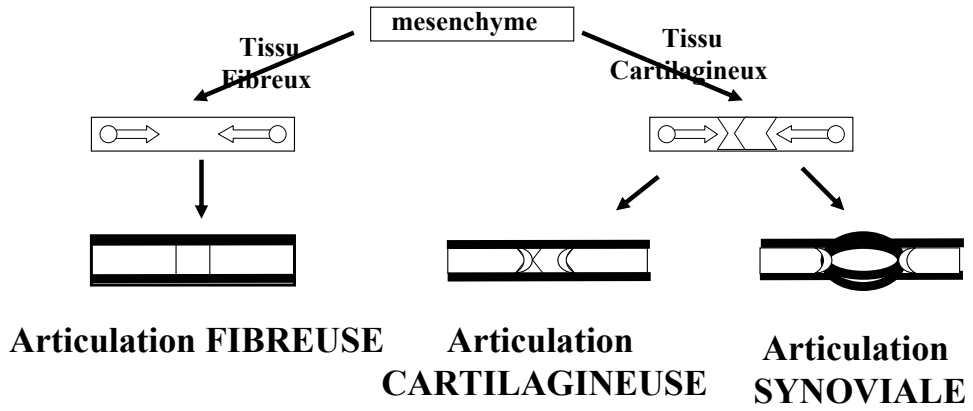 mesenchyme
Tissu
Fibreux
Tissu
Cartilagineux
Articulation FIBREUSE
Articulation
CARTILAGINEUSE
Articulation
SYNOVIALE